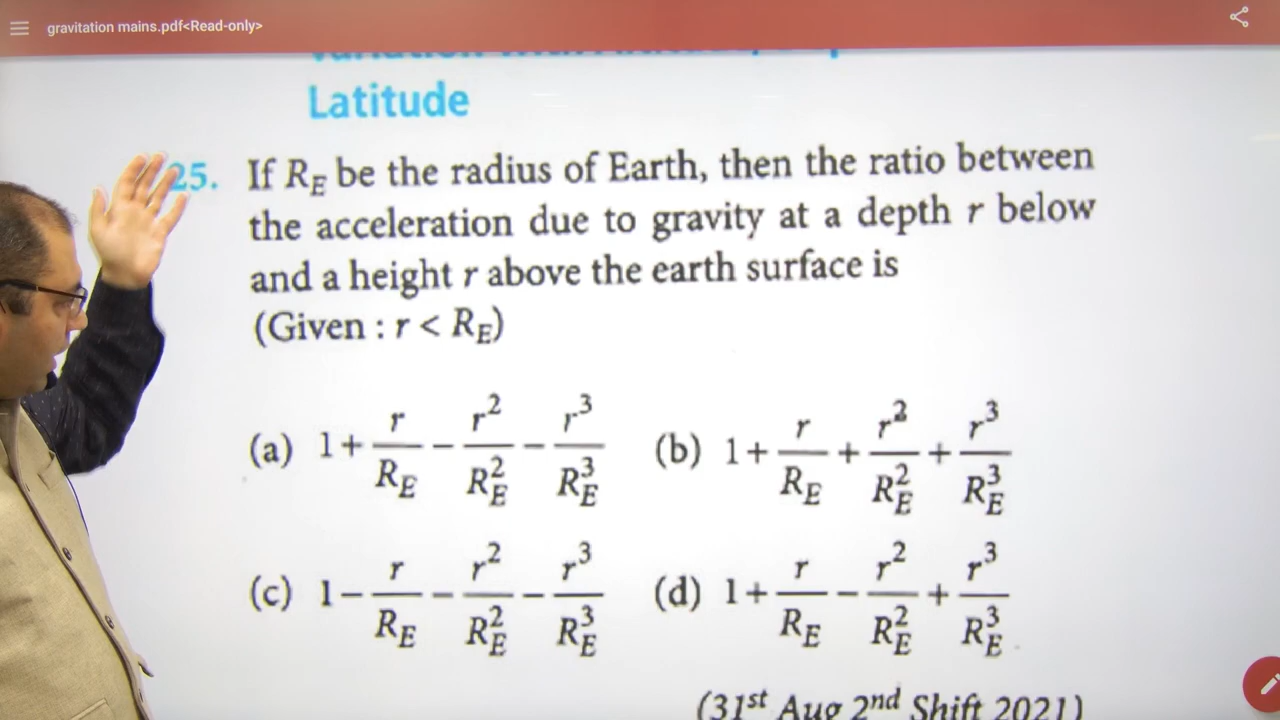 gravitation mains.pdf<Read-only>
Latitude
25. If R_E be the radius of Earth, then the ratio between
the acceleration due to gravity at a depth r below
and a height r above the earth surface is
(Given : r < R_E)
(a) 1 + r/R_E − r²/R_E² − r³/R_E³ (b) 1 + r/R_E + r²/R_E² + r³/R_E³
(c) 1 − r/R_E − r²/R_E² − r³/R_E³ (d) 1 + r/R_E − r²/R_E² + r³/R_E³
(31st Aug 2nd Shift 2021)